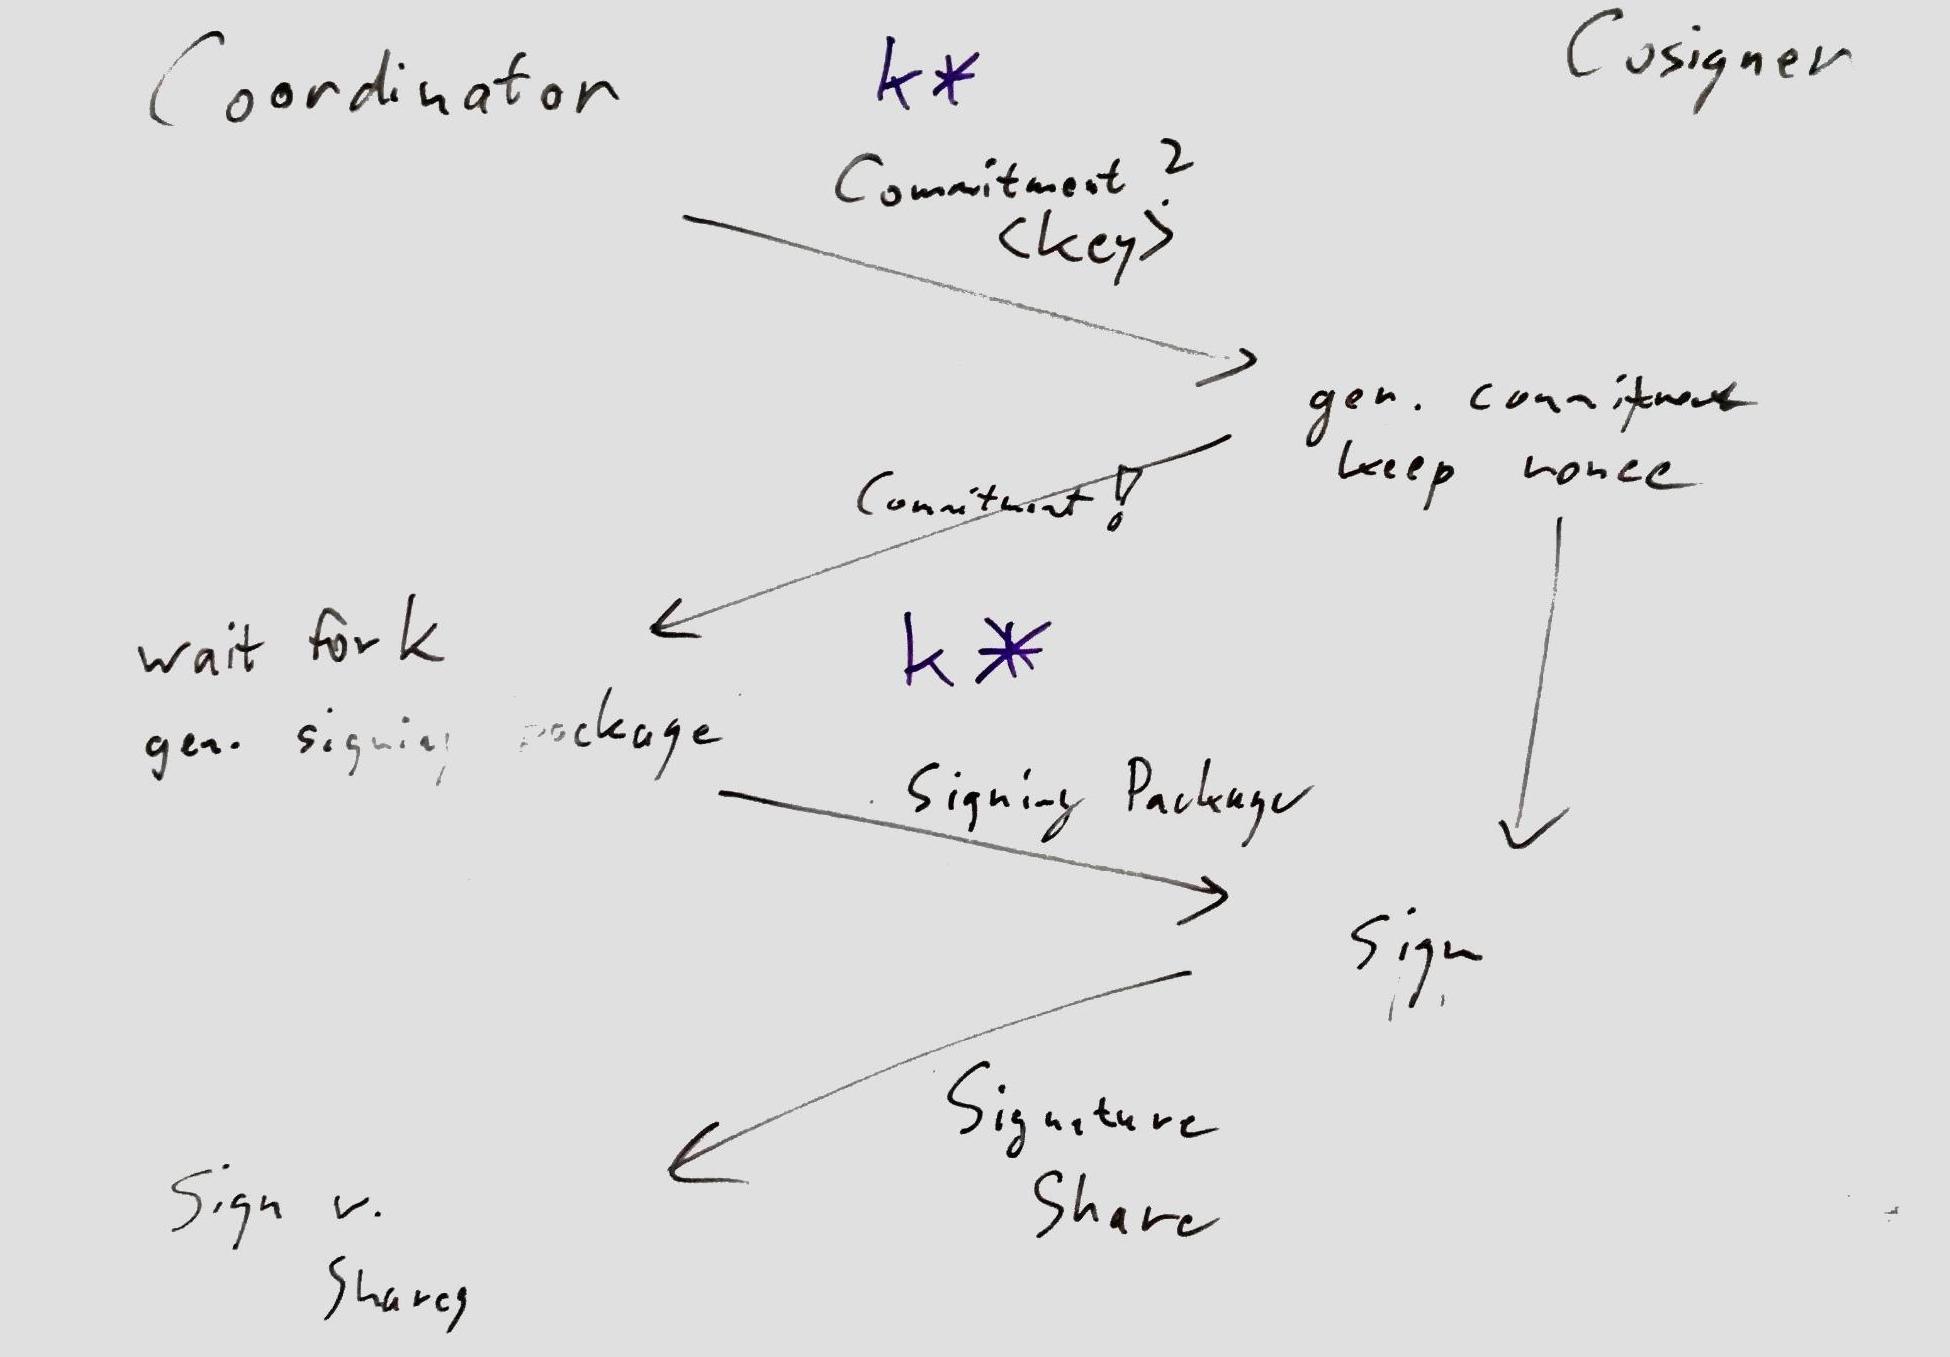 Coordinator
k*
Cosigner
Commitment?
<key>
gen. commitment
keep nonce
Commitment!
wait for k
k*
gen. signing package
Signing Package
Sign
Signature
Share
Sign v.
Shares